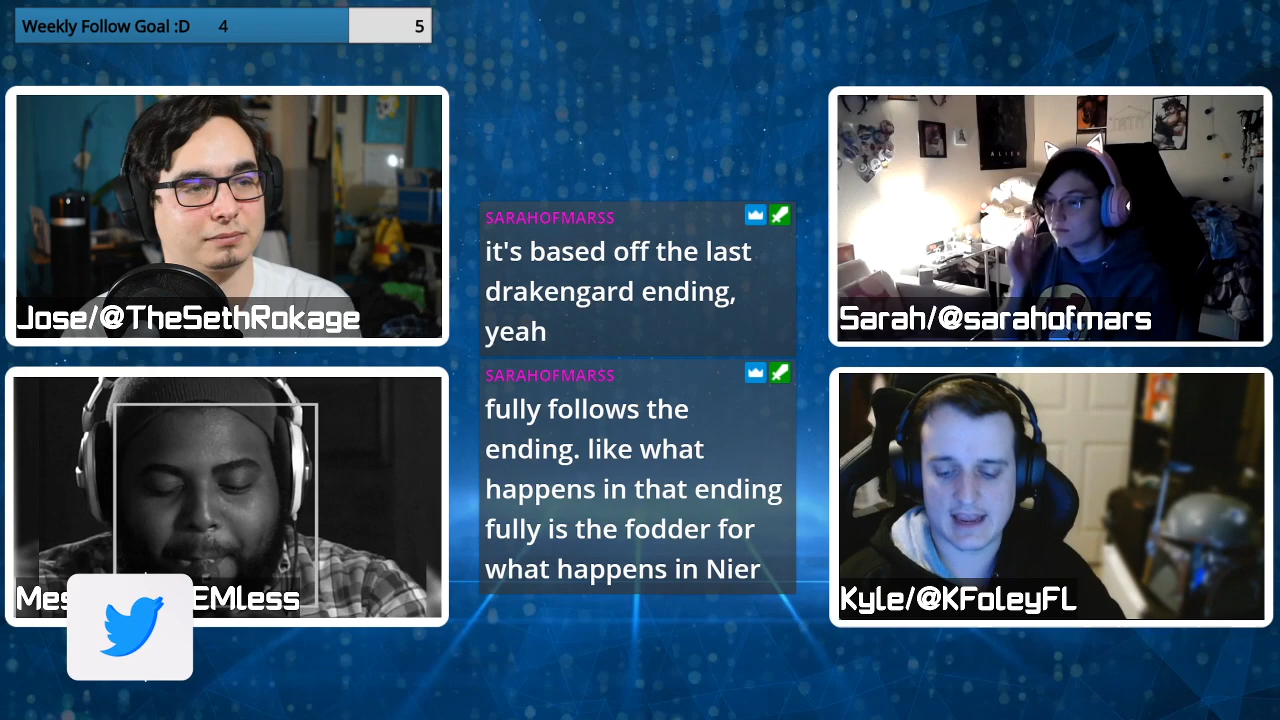 Weekly Follow Goal :D 4 5
SARAHOFMARSS
it's based off the last
drakengard ending,
yeah
SARAHOFMARSS
fully follows the
ending. like what
happens in that ending
fully is the fodder for
what happens in Nier
Jose/@TheSethRokage
ALIEN
Sarah/@sarahofmars
Mes EMless
Kyle/@KFoleyFL